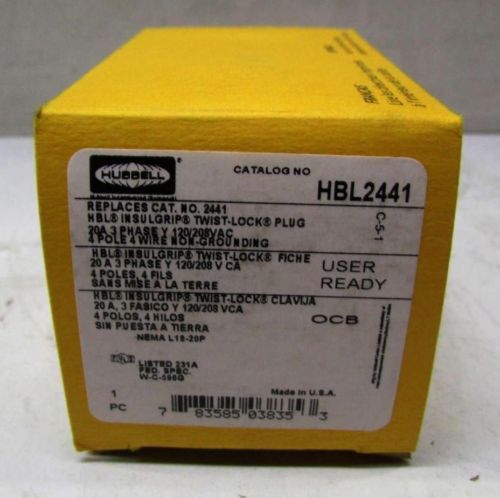 HUBBELL
CATALOG NO
HBL2441
C-5-1
REPLACES CAT. NO. 2441
HBL® INSULGRIP® TWIST-LOCK® PLUG
20A 3 PHASE Y 120/208VAC
4 POLE 4 WIRE NON-GROUNDING
HBL® INSULGRIP® TWIST-LOCK® FICHE
20 A, 3 PHASE Y 120/208 V CA
4 POLES, 4 FILS
SANS MISE A LA TERRE
USER
READY
HBL® INSULGRIP® TWIST-LOCK® CLAVIJA
20 A, 3 FASICO Y 120/208 VCA
4 POLOS, 4 HILOS
SIN PUESTA A TIERRA
NEMA L18-20P
OCB
LISTED 231A
FED. SPEC.
W-C-596G
Made in U.S.A.
1
PC
7 83585 03835 3